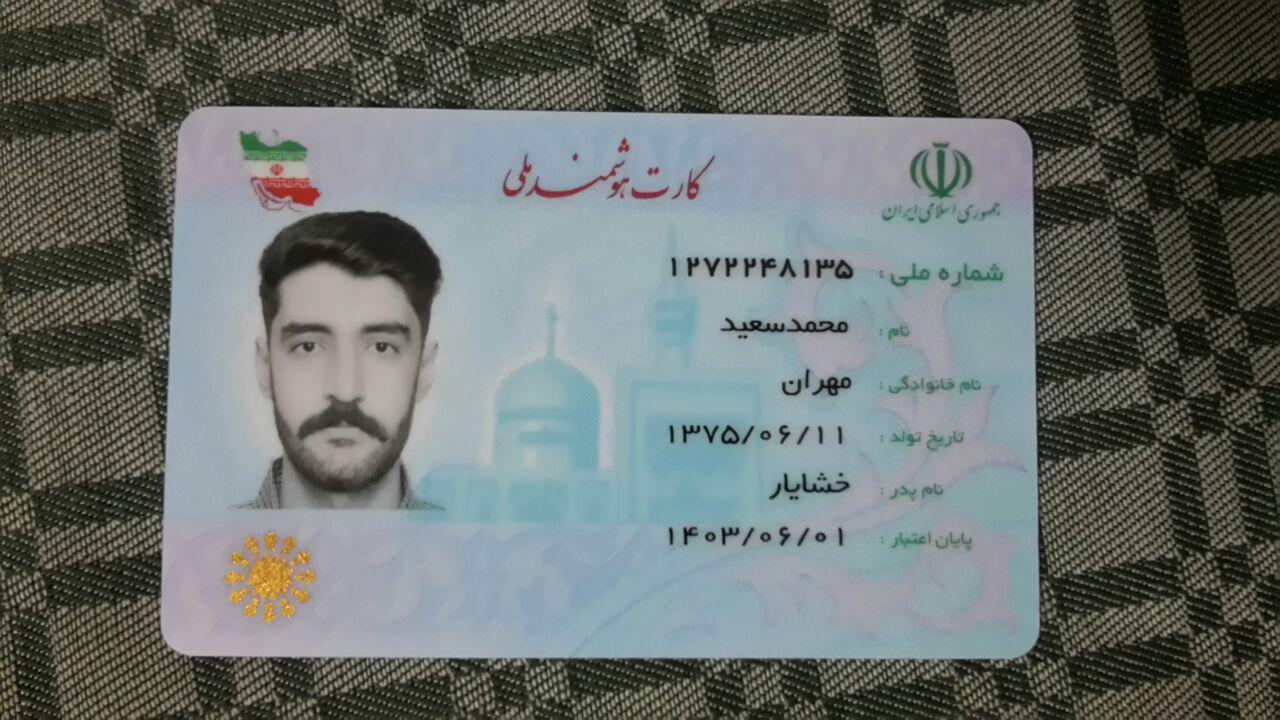 جمهوری اسلامی ایران
کارت هوشمند ملی
شماره ملی : ۱۲۷۲۲۴۸۱۳۵
نام : محمدسعید
نام خانوادگی : مهران
تاریخ تولد : ۱۳۷۵/۰۶/۱۱
نام پدر : خشایار
پایان اعتبار : ۱۴۰۳/۰۶/۰۱